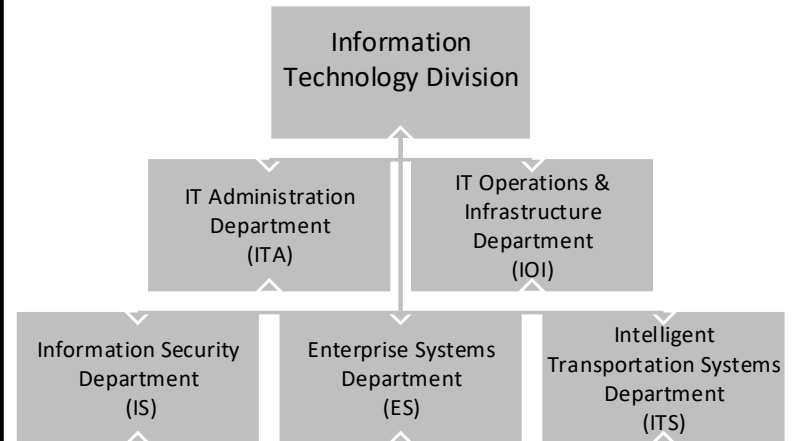 Information
Technology Division
IT Administration
Department
(ITA)
IT Operations &
Infrastructure
Department
(IOI)
Information Security
Department
(IS)
Enterprise Systems
Department
(ES)
Intelligent
Transportation Systems
Department
(ITS)